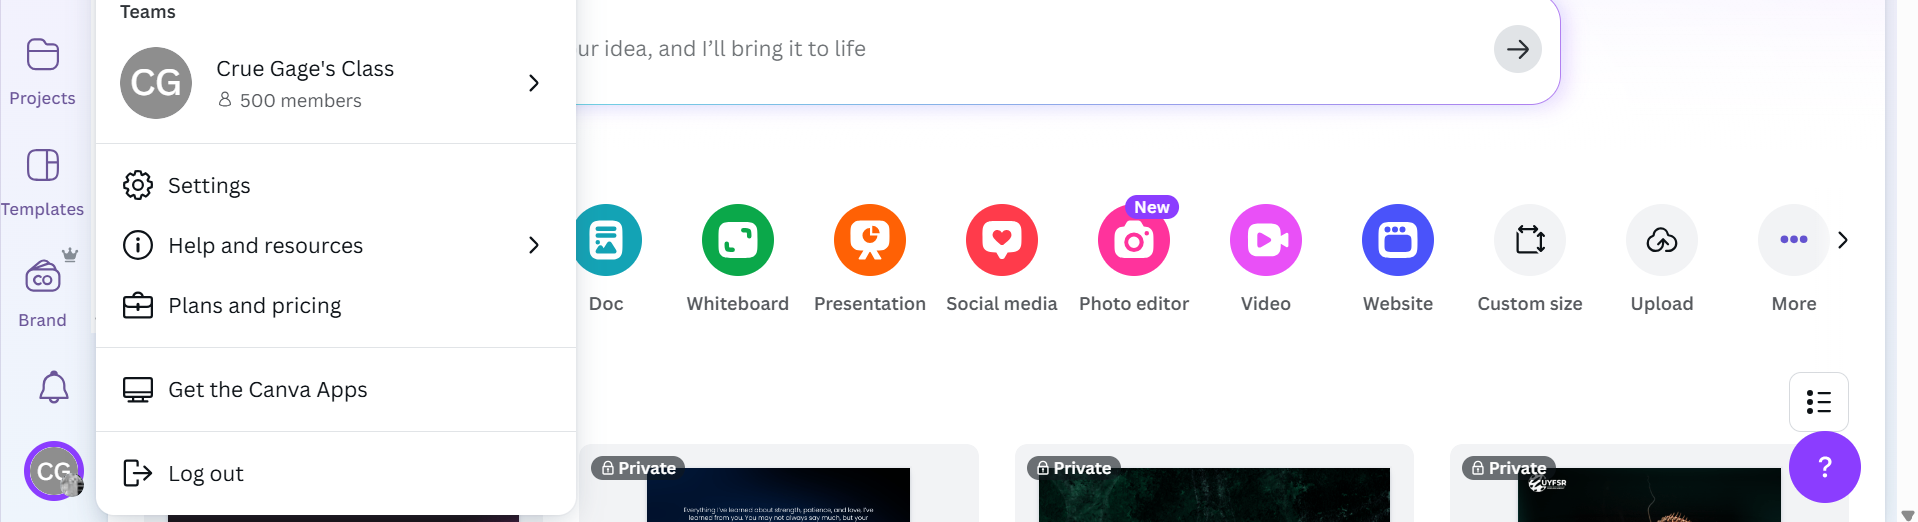 Teams
CG
Crue Gage's Class
500 members
Settings
Help and resources
Plans and pricing
Get the Canva Apps
Log out
Projects
Templates
CO
Brand
CG
ur idea, and I’ll bring it to life
New
Doc
Whiteboard
Presentation
Social media
Photo editor
Video
Website
Custom size
Upload
More
Private
Everything I've learned about strength, patience, and love, I've
learned from you. You may not always say much, but your
Private
Private
UYFSR
?